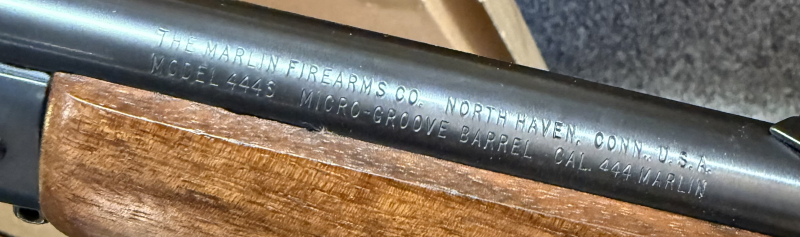 THE MARLIN FIREARMS CO. NORTH HAVEN, CONN. U.S.A.
MODEL 444S MICRO-GROOVE BARREL CAL. 444 MARLIN